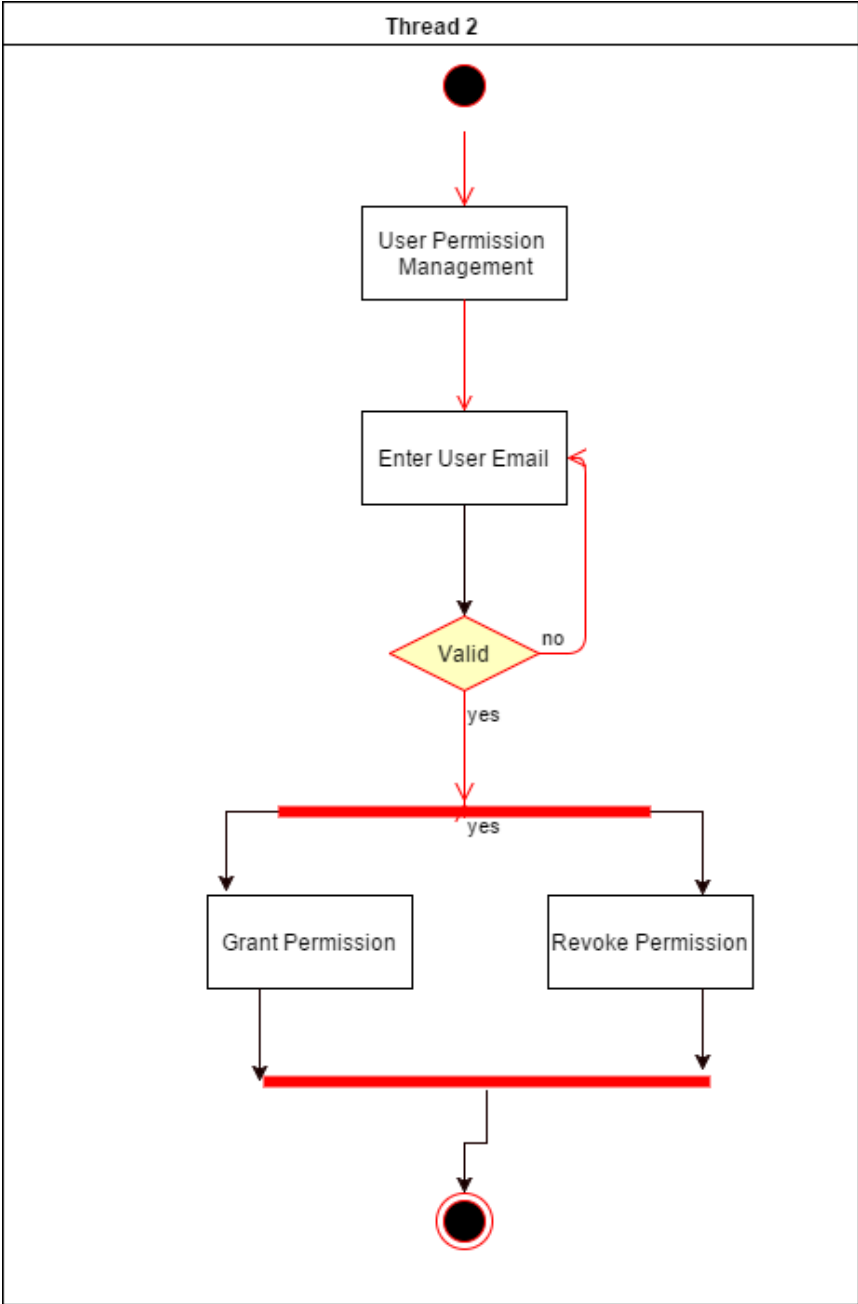 Thread 2
User Permission
Management
Enter User Email
Valid
no
yes
yes
Grant Permission
Revoke Permission